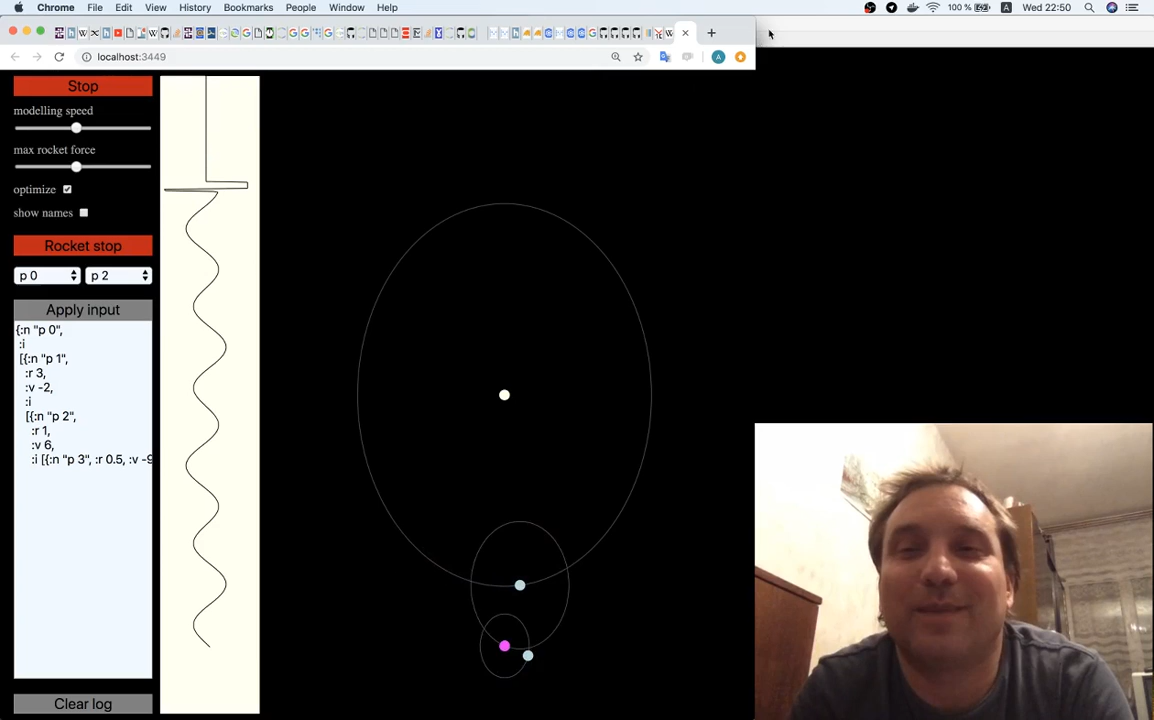 Chrome File Edit View History Bookmarks People Window Help
100 % A Wed 22:50
localhost:3449
A
Stop
modelling speed
max rocket force
optimize
show names
Rocket stop
p 0 p 2
Apply input
{:n "p 0",
:i
[{:n "p 1",
:r 3,
:v -2,
:i
[{:n "p 2",
:r 1,
:v 6,
:i [{:n "p 3", :r 0.5, :v -9
Clear log